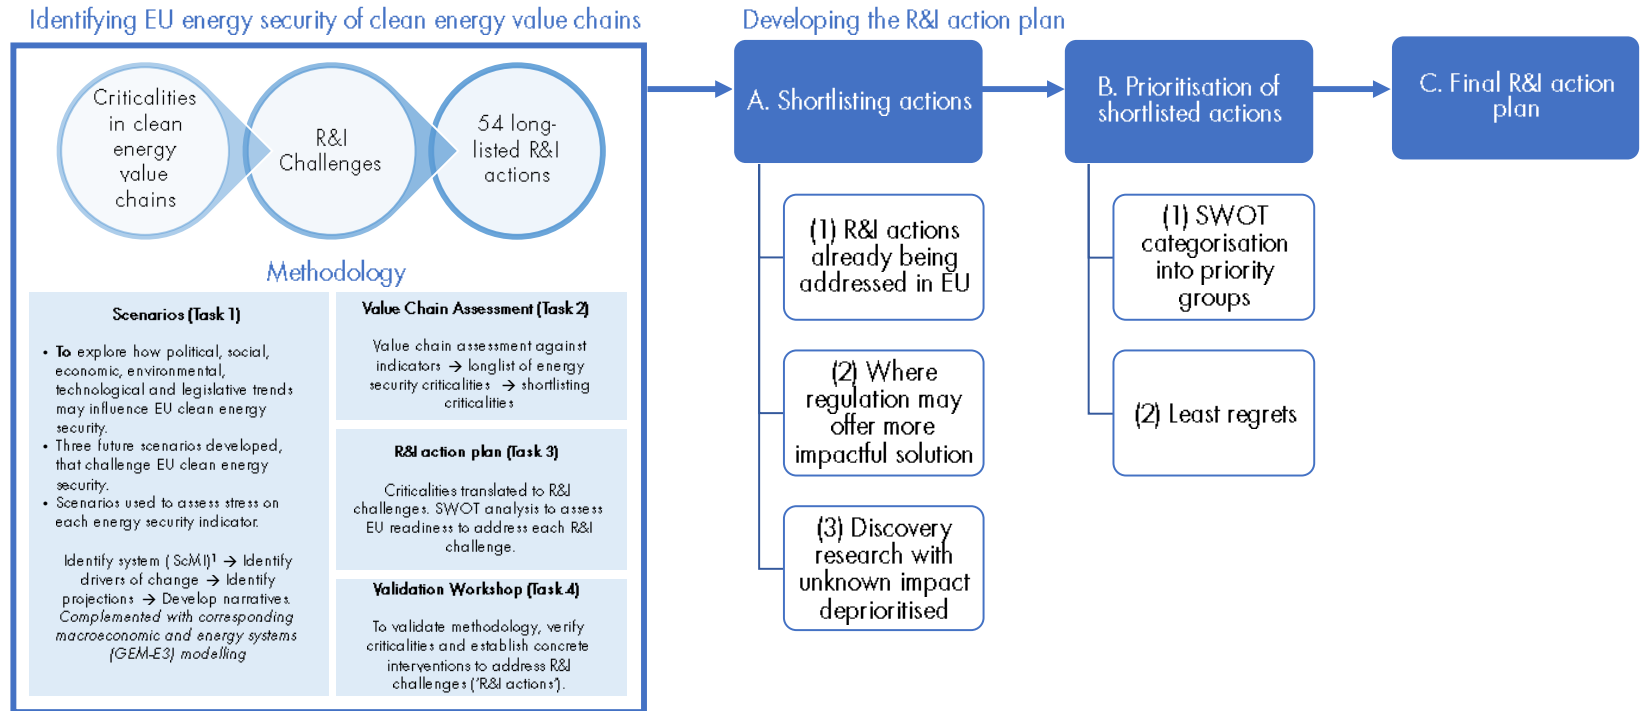 Identifying EU energy security of clean energy value chains
Criticalities
in clean
energy
value
chains
R&I
Challenges
54 long-
listed R&I
actions
Methodology
Scenarios (Task 1)
• To explore how political, social,
economic, environmental,
technological and legislative trends
may influence EU clean energy
security.
• Three future scenarios developed,
that challenge EU clean energy
security.
• Scenarios used to assess stress on
each energy security indicator.
Identify system ( ScMI)¹ → Identify
drivers of change → Identify
projections → Develop narratives.
Complemented with corresponding
macroeconomic and energy systems
(GEM-E3) modelling
Value Chain Assessment (Task 2)
Value chain assessment against
indicators → longlist of energy
security criticalities → shortlisting
criticalities
R&I action plan (Task 3)
Criticalities translated to R&I
challenges. SWOT analysis to assess
EU readiness to address each R&I
challenge.
Validation Workshop (Task 4)
To validate methodology, verify
criticalities and establish concrete
interventions to address R&I
challenges ('R&I actions').
Developing the R&I action plan
A. Shortlisting actions
(1) R&I actions
already being
addressed in EU
(2) Where
regulation may
offer more
impactful solution
(3) Discovery
research with
unknown impact
deprioritised
B. Prioritisation of
shortlisted actions
(1) SWOT
categorisation
into priority
groups
(2) Least regrets
C. Final R&I action
plan